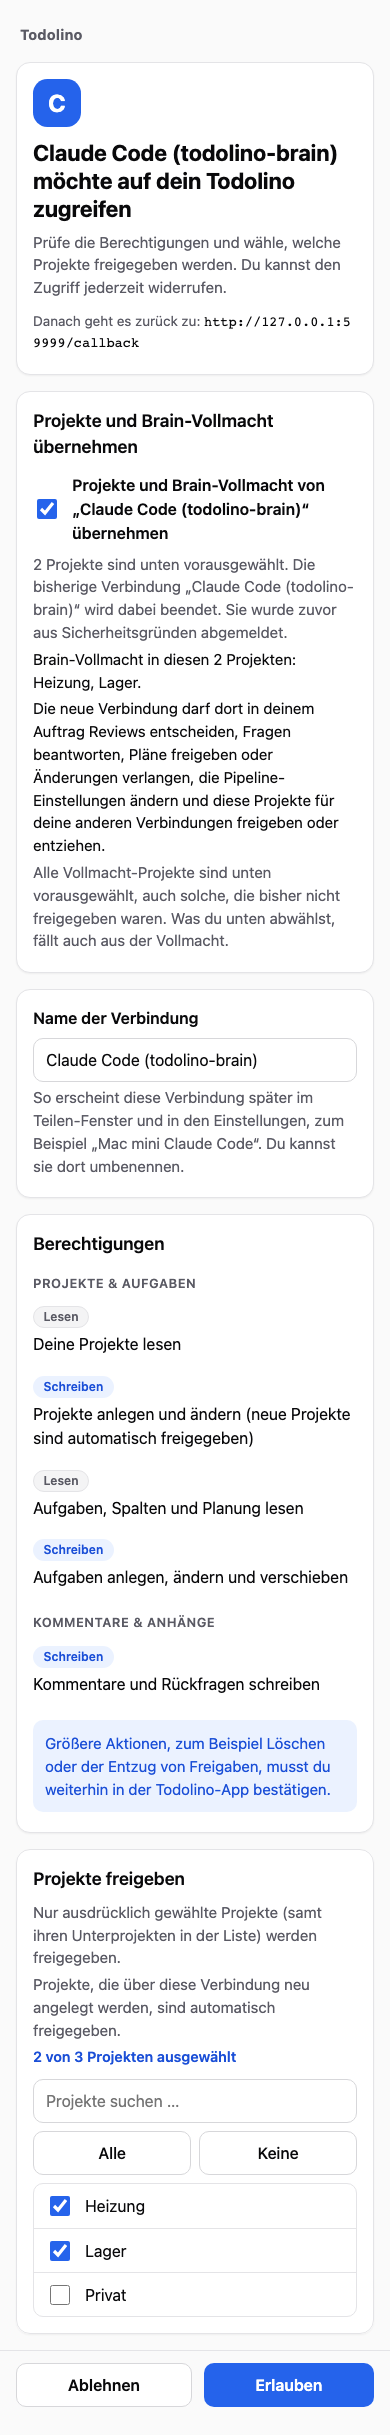 Todolino
C
Claude Code (todolino-brain)
möchte auf dein Todolino
zugreifen
Prüfe die Berechtigungen und wähle, welche
Projekte freigegeben werden. Du kannst den
Zugriff jederzeit widerrufen.
Danach geht es zurück zu: http://127.0.0.1:5
9999/callback
Projekte und Brain-Vollmacht
übernehmen
Projekte und Brain-Vollmacht von
„Claude Code (todolino-brain)“
übernehmen
2 Projekte sind unten vorausgewählt. Die
bisherige Verbindung „Claude Code (todolino-
brain)“ wird dabei beendet. Sie wurde zuvor
aus Sicherheitsgründen abgemeldet.
Brain-Vollmacht in diesen 2 Projekten:
Heizung, Lager.
Die neue Verbindung darf dort in deinem
Auftrag Reviews entscheiden, Fragen
beantworten, Pläne freigeben oder
Änderungen verlangen, die Pipeline-
Einstellungen ändern und diese Projekte für
deine anderen Verbindungen freigeben oder
entziehen.
Alle Vollmacht-Projekte sind unten
vorausgewählt, auch solche, die bisher nicht
freigegeben waren. Was du unten abwählst,
fällt auch aus der Vollmacht.
Name der Verbindung
Claude Code (todolino-brain)
So erscheint diese Verbindung später im
Teilen-Fenster und in den Einstellungen, zum
Beispiel „Mac mini Claude Code“. Du kannst
sie dort umbenennen.
Berechtigungen
PROJEKTE & AUFGABEN
Lesen
Deine Projekte lesen
Schreiben
Projekte anlegen und ändern (neue Projekte
sind automatisch freigegeben)
Lesen
Aufgaben, Spalten und Planung lesen
Schreiben
Aufgaben anlegen, ändern und verschieben
KOMMENTARE & ANHÄNGE
Schreiben
Kommentare und Rückfragen schreiben
Größere Aktionen, zum Beispiel Löschen
oder der Entzug von Freigaben, musst du
weiterhin in der Todolino-App bestätigen.
Projekte freigeben
Nur ausdrücklich gewählte Projekte (samt
ihren Unterprojekten in der Liste) werden
freigegeben.
Projekte, die über diese Verbindung neu
angelegt werden, sind automatisch
freigegeben.
2 von 3 Projekten ausgewählt
Projekte suchen ...
Alle
Keine
Heizung
Lager
Privat
Ablehnen
Erlauben